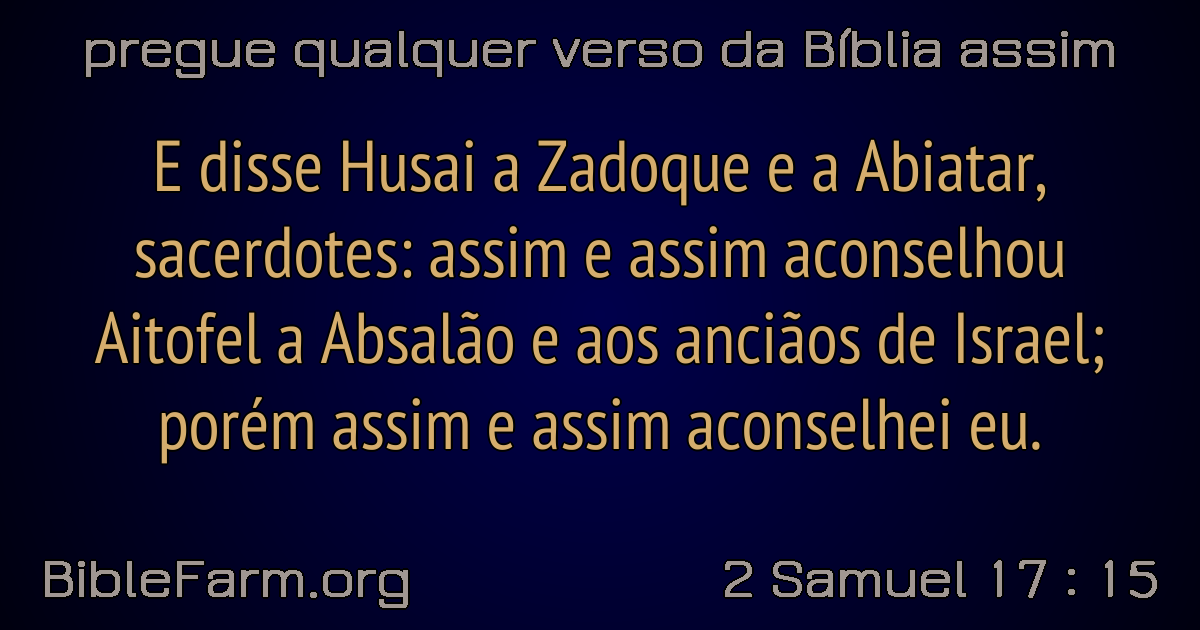 pregue qualquer verso da Bíblia assim
E disse Husai a Zadoque e a Abiatar,
sacerdotes: assim e assim aconselhou
Aitofel a Absalão e aos anciãos de Israel;
porém assim e assim aconselhei eu.
BibleFarm.org
2 Samuel 17 : 15